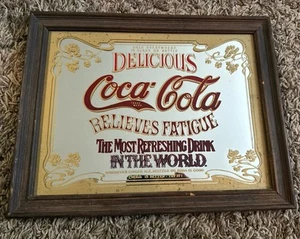 DELICIOUS
Coca-Cola
RELIEVES FATIGUE
THE MOST REFRESHING DRINK
IN THE WORLD.